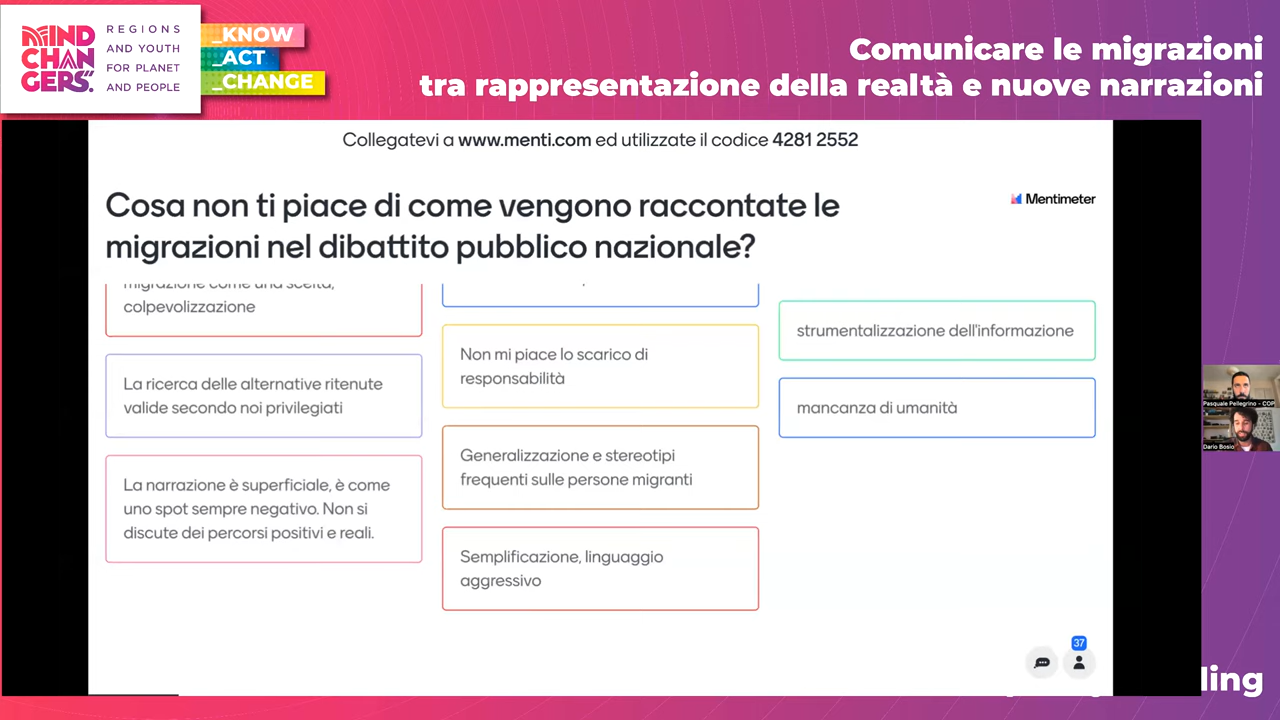 MIND
CHAN
GERS.
REGIONS
AND YOUTH
FOR PLANET
AND PEOPLE
_KNOW
_ACT
_CHANGE
Comunicare le migrazioni
tra rappresentazione della realtà e nuove narrazioni
Collegatevi a www.menti.com ed utilizzate il codice 4281 2552
Cosa non ti piace di come vengono raccontate le
migrazioni nel dibattito pubblico nazionale?
Mentimeter
migrazione come una scelta,
colpevolizzazione
La ricerca delle alternative ritenute
valide secondo noi privilegiati
La narrazione è superficiale, è come
uno spot sempre negativo. Non si
discute dei percorsi positivi e reali.
Non mi piace lo scarico di
responsabilità
Generalizzazione e stereotipi
frequenti sulle persone migranti
Semplificazione, linguaggio
aggressivo
strumentalizzazione dell'informazione
mancanza di umanità
Pasquale Pellegrino - COP
Dario Bosio
37
ling